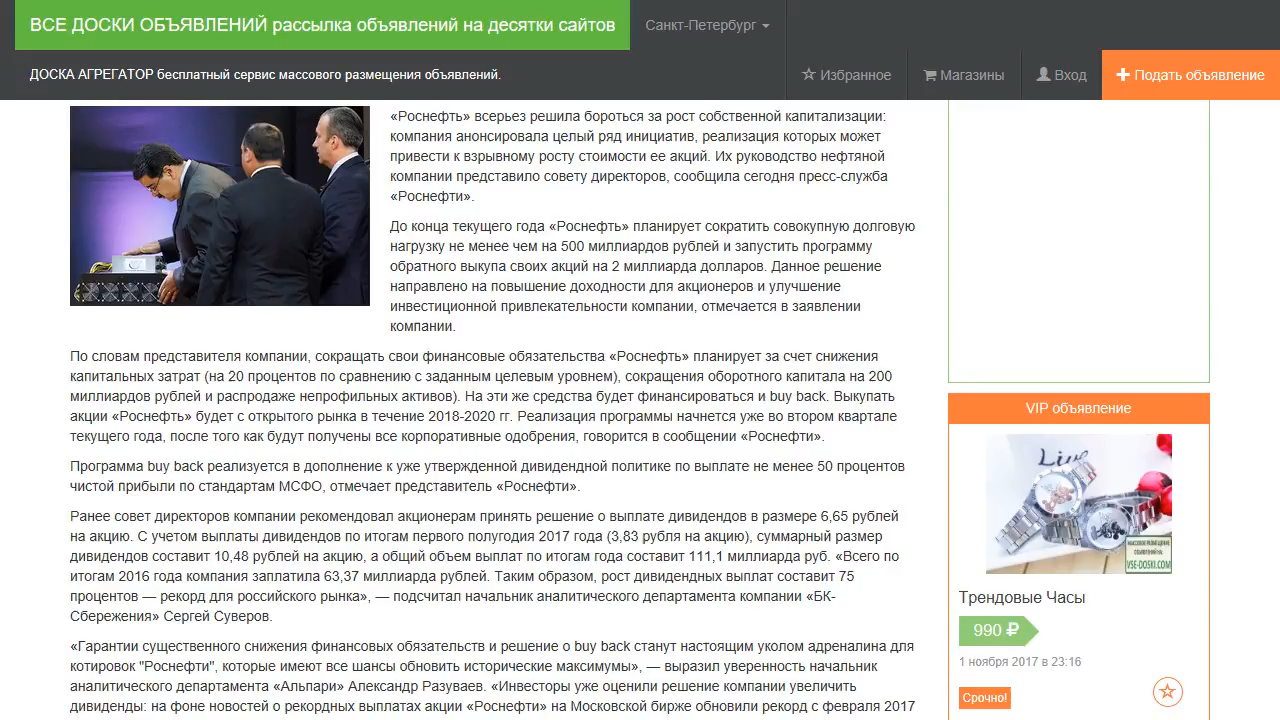 ВСЕ ДОСКИ ОБЪЯВЛЕНИЙ рассылка объявлений на десятки сайтов
Санкт-Петербург
ДОСКА АГРЕГАТОР бесплатный сервис массового размещения объявлений.
Избранное
Магазины
Вход
Подать объявление
«Роснефть» всерьез решила бороться за рост собственной капитализации:
компания анонсировала целый ряд инициатив, реализация которых может
привести к взрывному росту стоимости ее акций. Их руководство нефтяной
компании представило совету директоров, сообщила сегодня пресс-служба
«Роснефти».
До конца текущего года «Роснефть» планирует сократить совокупную долговую
нагрузку не менее чем на 500 миллиардов рублей и запустить программу
обратного выкупа своих акций на 2 миллиарда долларов. Данное решение
направлено на повышение доходности для акционеров и улучшение
инвестиционной привлекательности компании, отмечается в заявлении
компании.
По словам представителя компании, сокращать свои финансовые обязательства «Роснефть» планирует за счет снижения
капитальных затрат (на 20 процентов по сравнению с заданным целевым уровнем), сокращения оборотного капитала на 200
миллиардов рублей и распродаже непрофильных активов). На эти же средства будет финансироваться и buy back. Выкупать
акции «Роснефть» будет с открытого рынка в течение 2018-2020 гг. Реализация программы начнется уже во втором квартале
текущего года, после того как будут получены все корпоративные одобрения, говорится в сообщении «Роснефти».
Программа buy back реализуется в дополнение к уже утвержденной дивидендной политике по выплате не менее 50 процентов
чистой прибыли по стандартам МСФО, отмечает представитель «Роснефти».
Ранее совет директоров компании рекомендовал акционерам принять решение о выплате дивидендов в размере 6,65 рублей
на акцию. С учетом выплаты дивидендов по итогам первого полугодия 2017 года (3,83 рубля на акцию), суммарный размер
дивидендов составит 10,48 рублей на акцию, а общий объем выплат по итогам года составит 111,1 миллиарда руб. «Всего по
итогам 2016 года компания заплатила 63,37 миллиарда рублей. Таким образом, рост дивидендных выплат составит 75
процентов — рекорд для российского рынка», — подсчитал начальник аналитического департамента компании «БК-
Сбережения» Сергей Суверов.
«Гарантии существенного снижения финансовых обязательств и решение о buy back станут настоящим уколом адреналина для
котировок "Роснефти", которые имеют все шансы обновить исторические максимумы», — выразил уверенность начальник
аналитического департамента «Альпари» Александр Разуваев. «Инвесторы уже оценили решение компании увеличить
дивиденды: на фоне новостей о рекордных выплатах акции «Роснефти» на Московской бирже обновили рекорд с февраля 2017
VIP объявление
Live
МАССОВОЕ РАЗМЕЩЕНИЕ
ОБЪЯВЛЕНИЙ НА:
VSE-DOSKI.COM
Трендовые Часы
990 ₽
1 ноября 2017 в 23:16
Срочно!